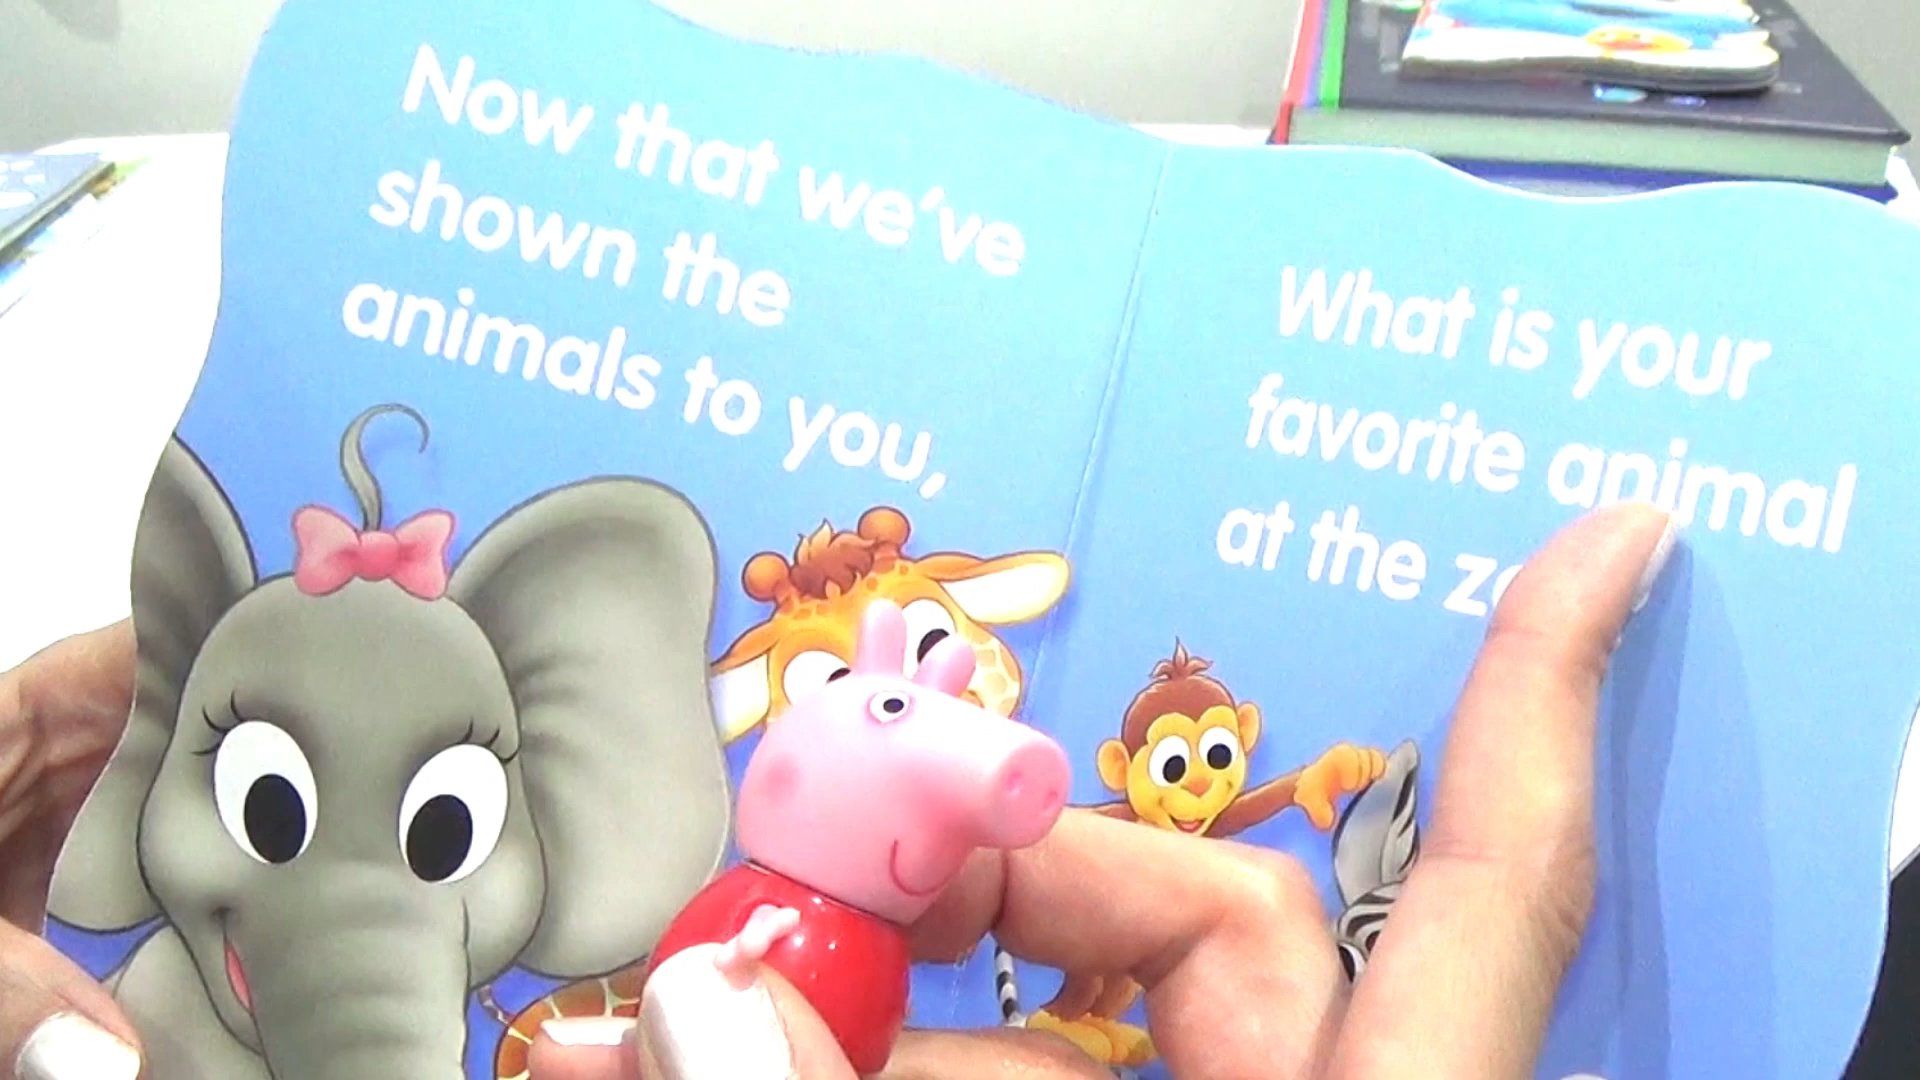 Now that we've
shown the
animals to you,
What is your
favorite animal
at the